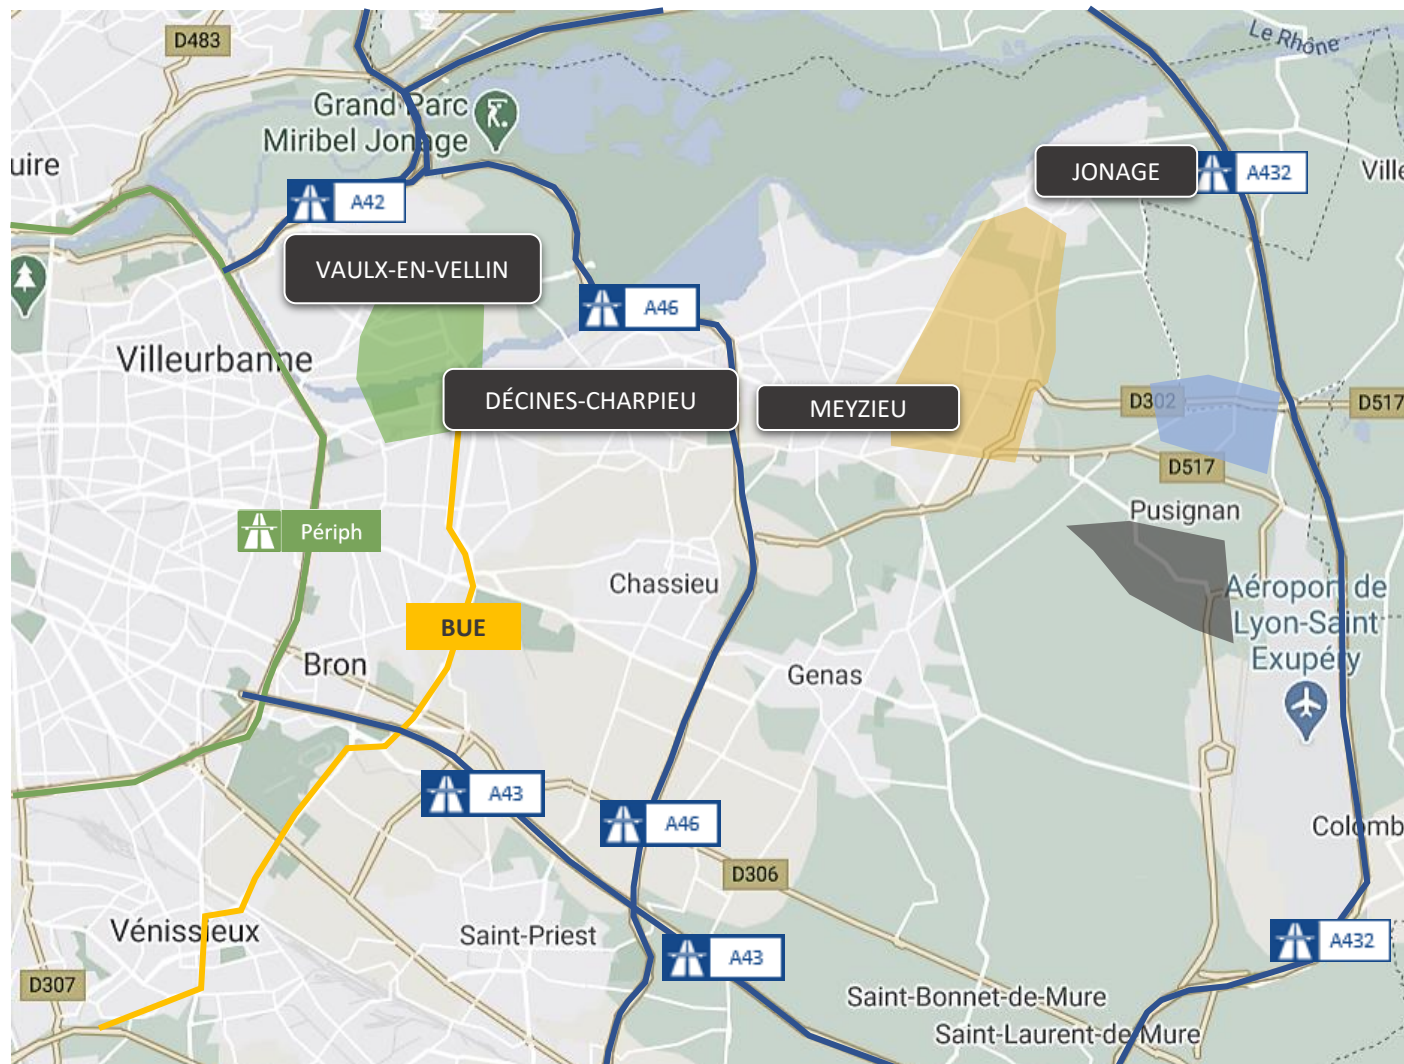 D483
Le Rhône
Grand Parc
Miribel Jonage
uire
JONAGE
A432
Ville
A42
VAULX-EN-VELLIN
A46
Villeurbanne
DÉCINES-CHARPIEU
MEYZIEU
D302
D517
D517
Pusignan
Périph
Chassieu
Aéroport de
Lyon-Saint
Exupéry
BUE
Bron
Genas
A43
A46
Colomb
D306
Vénissieux
Saint-Priest
A43
A432
D307
Saint-Bonnet-de-Mure
Saint-Laurent-de-Mure